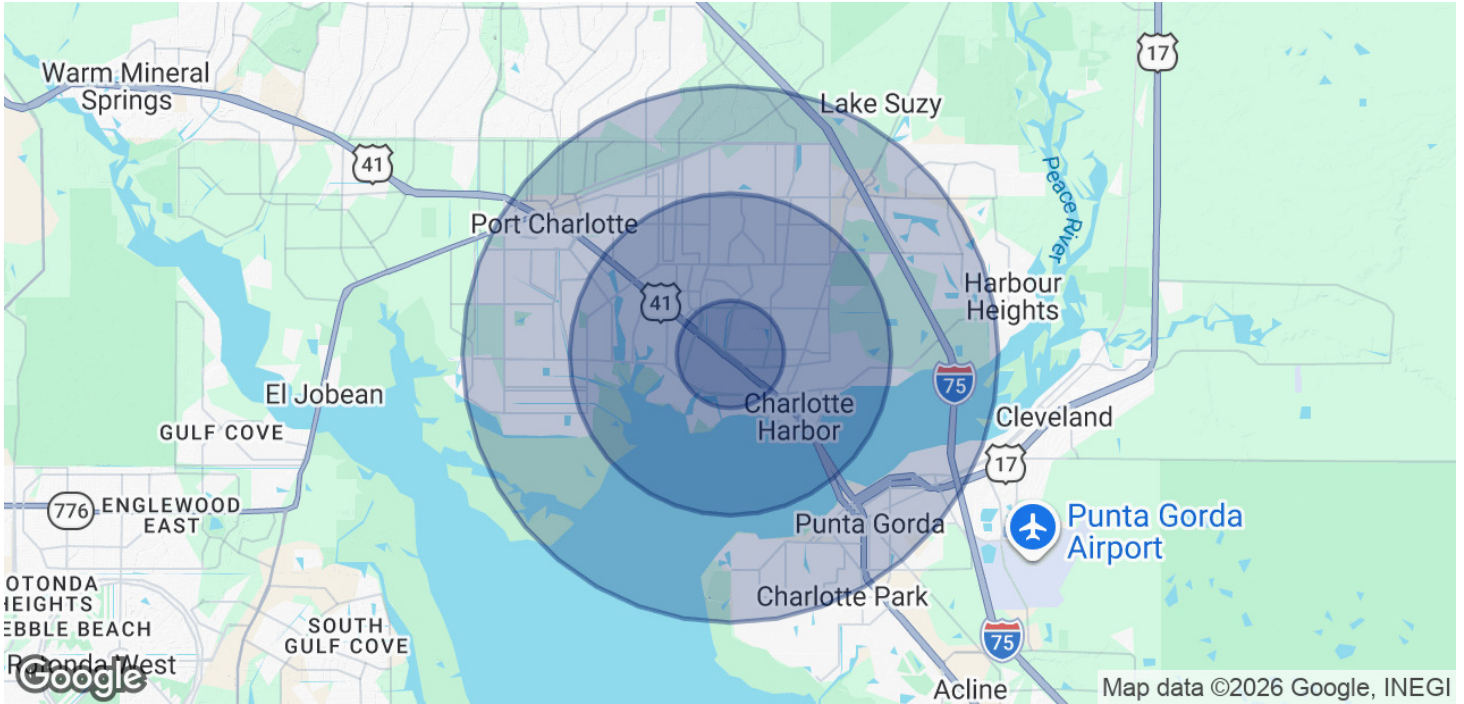 17
Warm Mineral
Springs
Lake Suzy
41
Peace River
Port Charlotte
Harbour
Heights
41
75
El Jobean
Charlotte
Harbor
Cleveland
GULF COVE
17
776
ENGLEWOOD
EAST
Punta Gorda
Punta Gorda
Airport
OTONDA
HEIGHTS
EBBLE BEACH
Charlotte Park
SOUTH
GULF COVE
75
Rotonda West
Google
Acline
Map data ©2026 Google, INEGI